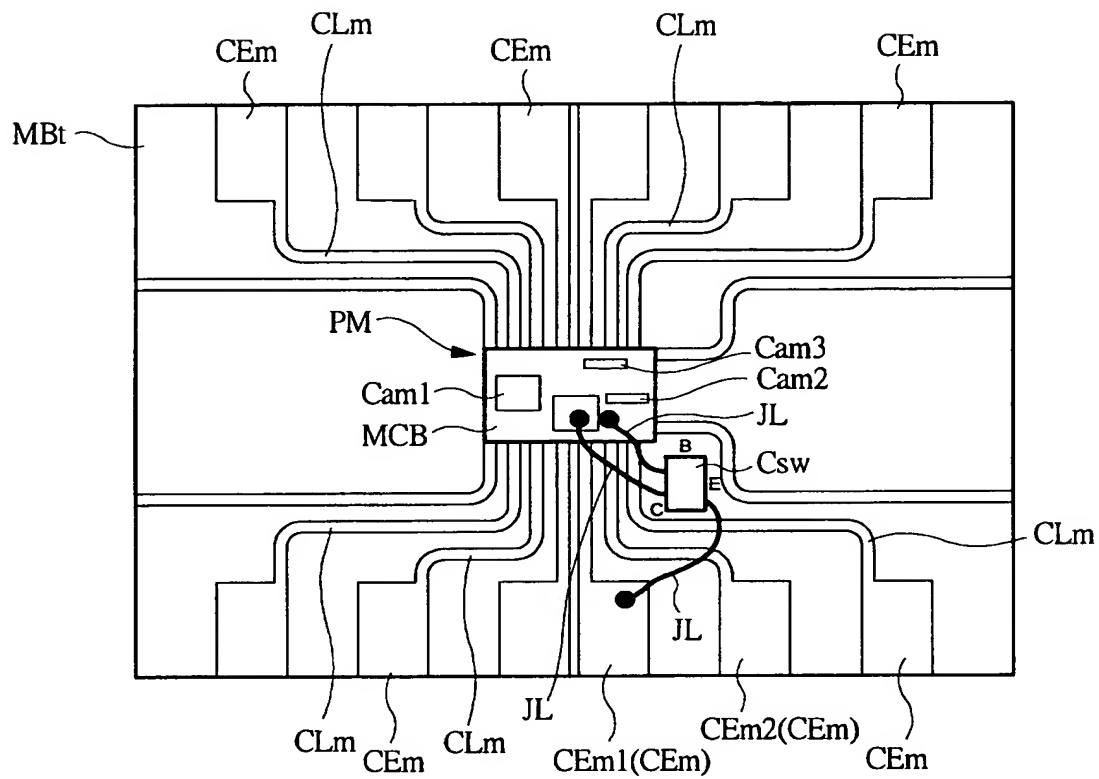 CLm
CLm
CEm
CEm
CEm
MBt
PM
Cam3
Cam1
Cam2
MCB
JL
B
Csw
E
C
CLm
JL
JL
CLm
CEm
CLm
CEm1(CEm)
CEm2(CEm)
CEm